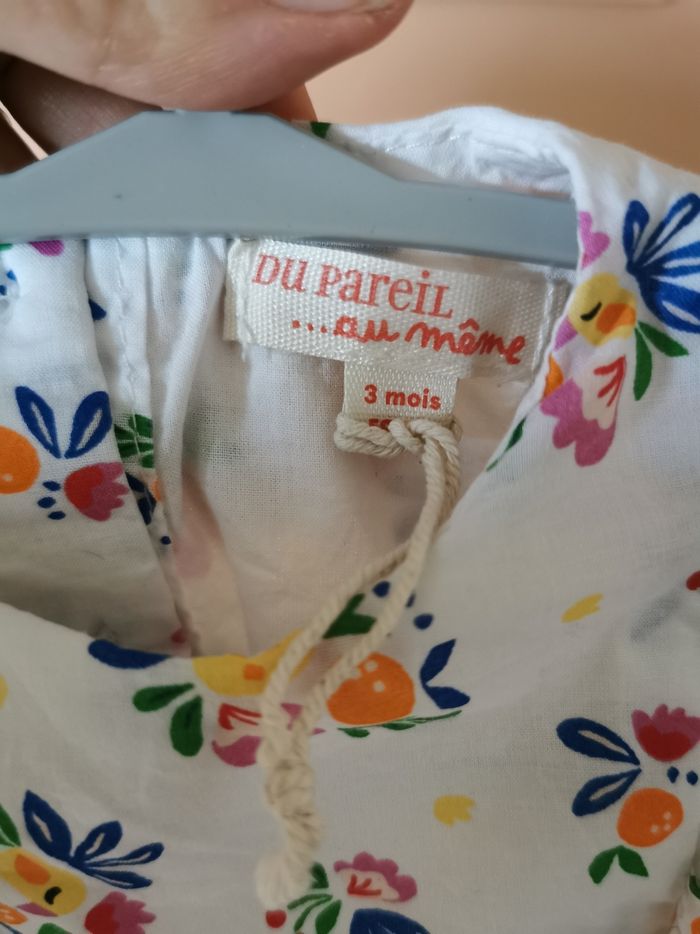 DU PAREIL
...au même
3 mois